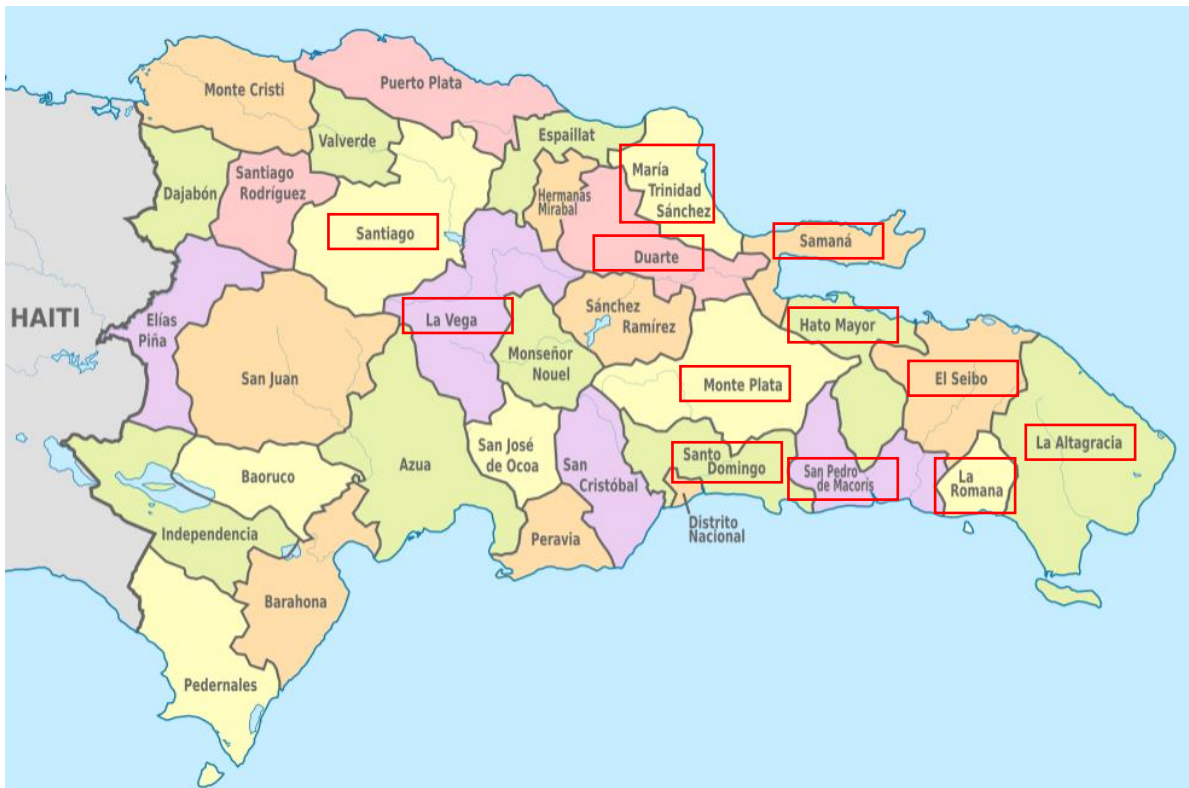 Puerto Plata
Monte Cristi
Espaillat
Valverde
María
Trinidad
Sánchez
Santiago
Rodríguez
Dajabón
Hermanas
Mirabal
Santiago
Samaná
Duarte
Sánchez
Ramírez
HAITI
Elías
Piña
La Vega
Hato Mayor
Monseñor
Nouel
San Juan
Monte Plata
El Seibo
La Altagracia
San José
de Ocoa
Santo
Domingo
Azua
San
Cristóbal
San Pedro
de Macorís
La
Romana
Baoruco
Distrito
Nacional
Independencia
Peravia
Barahona
Pedernales